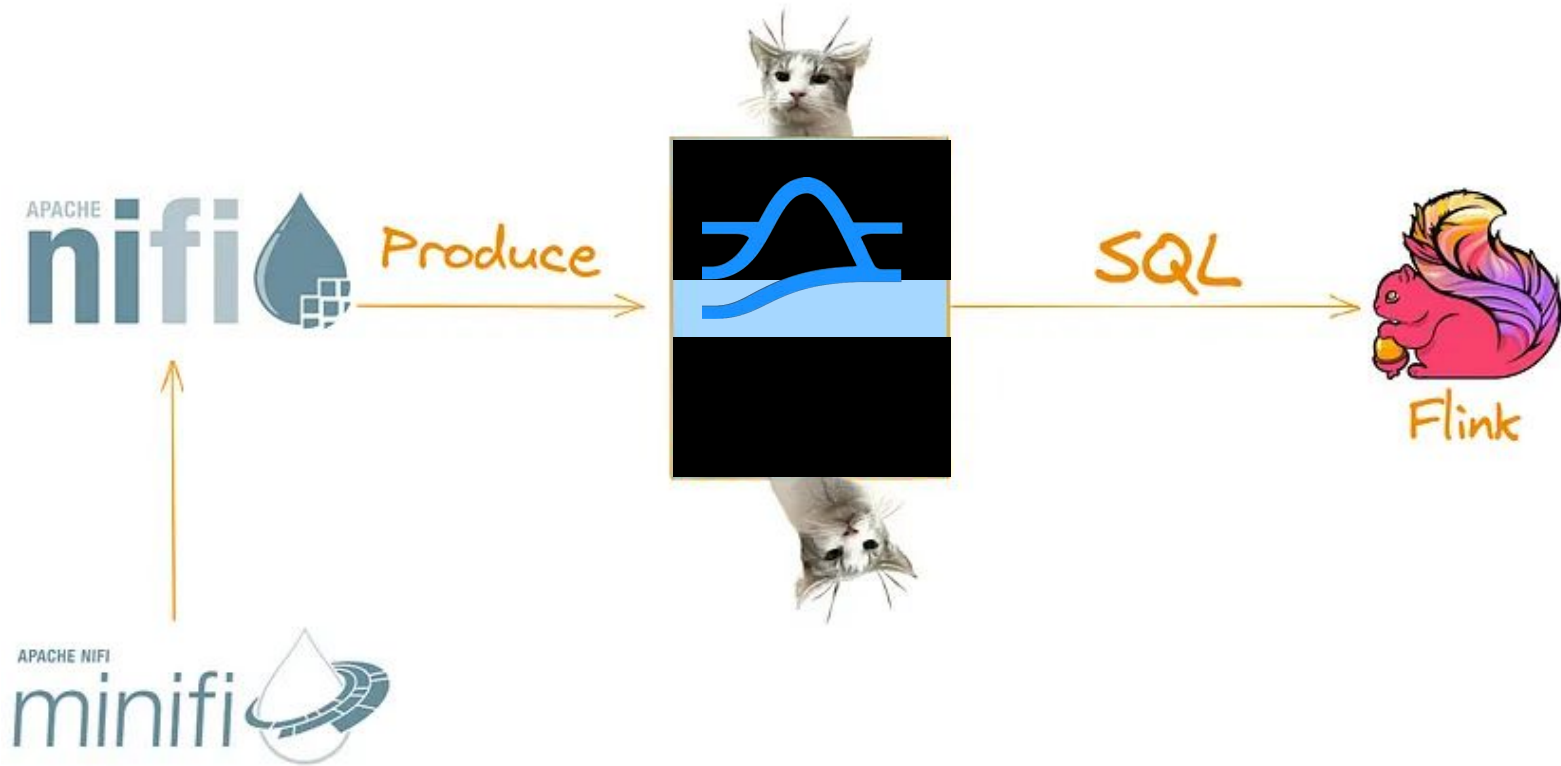 APACHE
nifi
Produce
SQL
Flink
APACHE NIFI
minifi